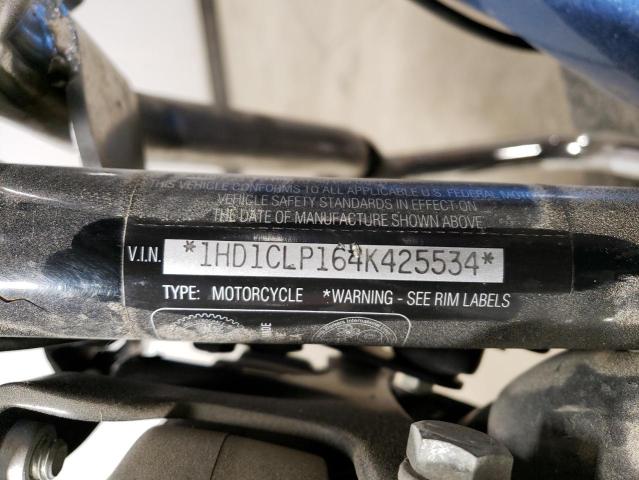 THIS VEHICLE CONFORMS TO ALL APPLICABLE U.S. FEDERAL
VEHICLE SAFETY STANDARDS IN EFFECT ON
THE DATE OF MANUFACTURE SHOWN ABOVE
V.I.N. *1HD1CLP164K425534*
TYPE: MOTORCYCLE *WARNING - SEE RIM LABELS